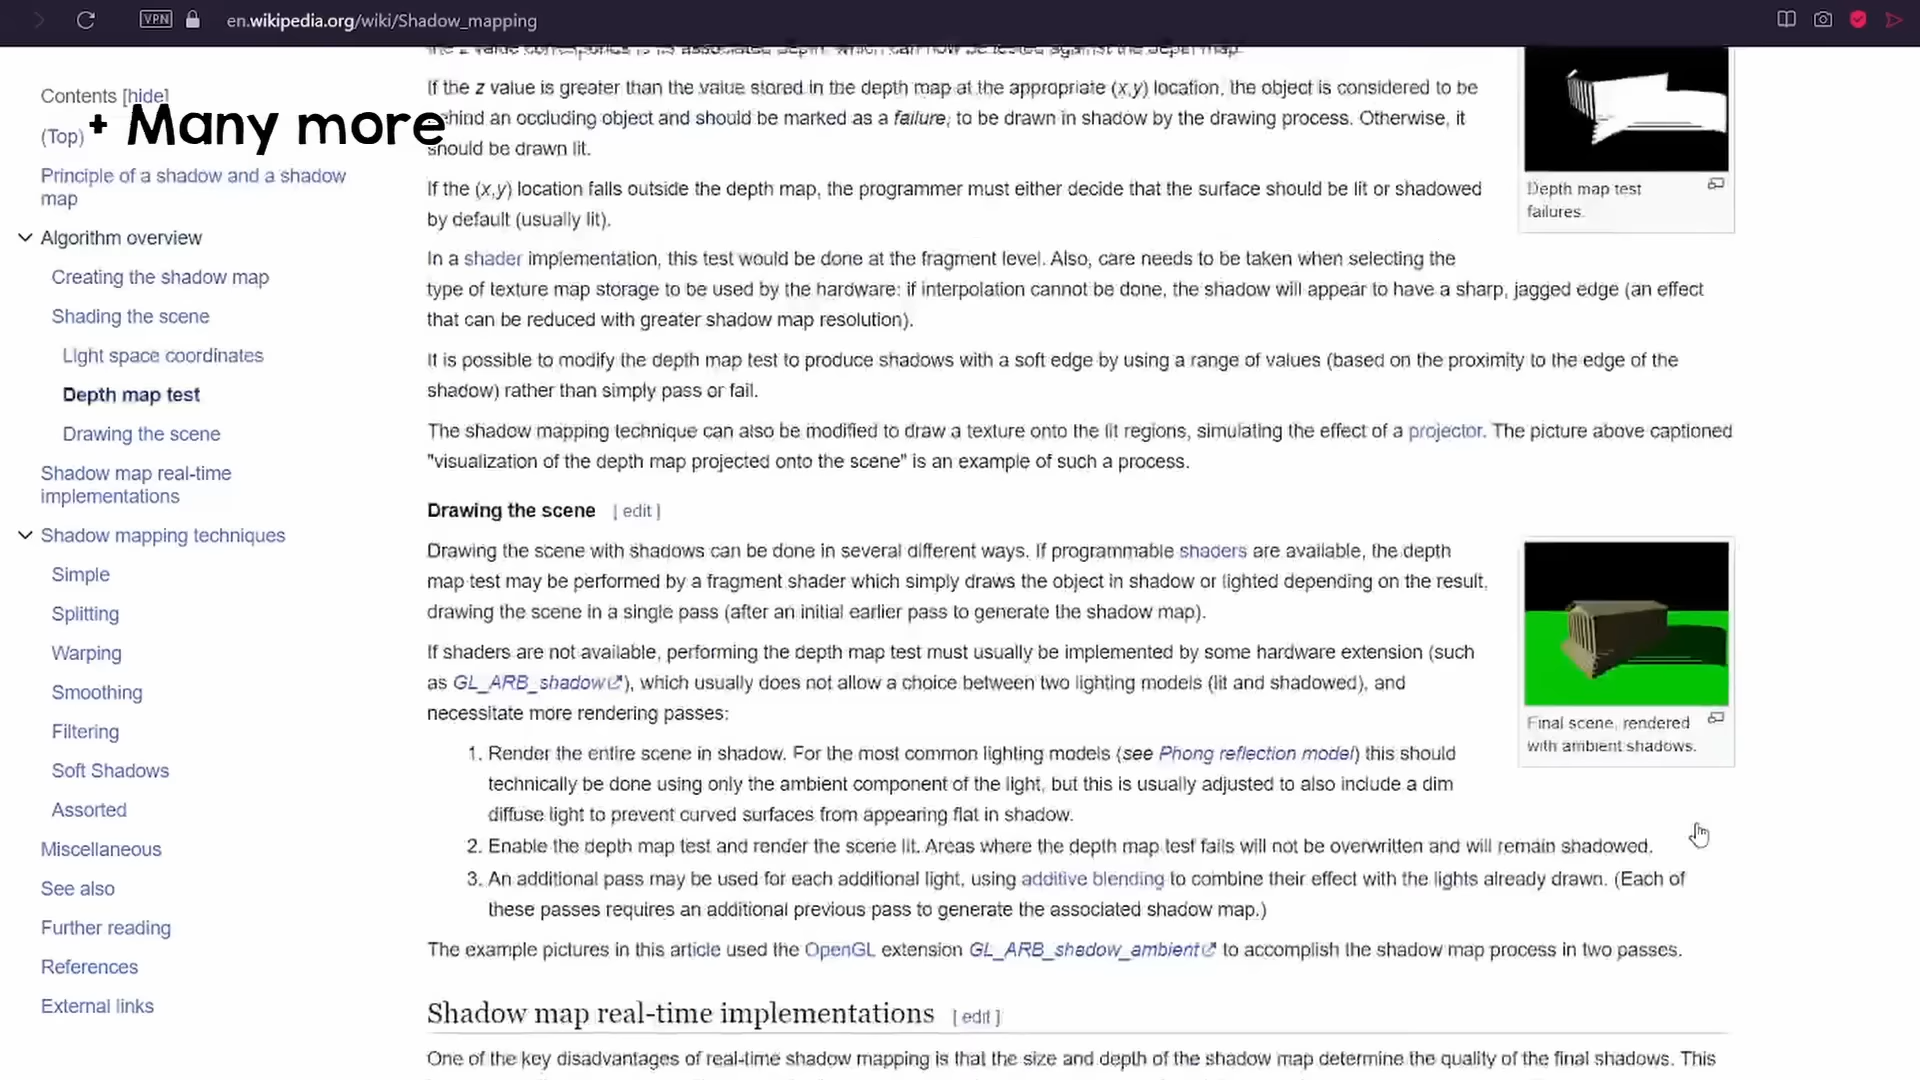 VPN
en.wikipedia.org/wiki/Shadow_mapping
Contents [hide]
+ Many more
(Top)
Principle of a shadow and a shadow
map
Algorithm overview
Creating the shadow map
Shading the scene
Light space coordinates
Depth map test
Drawing the scene
Shadow map real-time
implementations
Shadow mapping techniques
Simple
Splitting
Warping
Smoothing
Filtering
Soft Shadows
Assorted
Miscellaneous
See also
Further reading
References
External links
If the z value is greater than the value stored in the depth map at the appropriate (x,y) location, the object is considered to be
behind an occluding object and should be marked as a failure, to be drawn in shadow by the drawing process. Otherwise, it
should be drawn lit.
If the (x,y) location falls outside the depth map, the programmer must either decide that the surface should be lit or shadowed
by default (usually lit).
In a shader implementation, this test would be done at the fragment level. Also, care needs to be taken when selecting the
type of texture map storage to be used by the hardware: if interpolation cannot be done, the shadow will appear to have a sharp, jagged edge (an effect
that can be reduced with greater shadow map resolution).
It is possible to modify the depth map test to produce shadows with a soft edge by using a range of values (based on the proximity to the edge of the
shadow) rather than simply pass or fail.
The shadow mapping technique can also be modified to draw a texture onto the lit regions, simulating the effect of a projector. The picture above captioned
"visualization of the depth map projected onto the scene" is an example of such a process.
Depth map test
failures.
Drawing the scene [ edit ]
Drawing the scene with shadows can be done in several different ways. If programmable shaders are available, the depth
map test may be performed by a fragment shader which simply draws the object in shadow or lighted depending on the result,
drawing the scene in a single pass (after an initial earlier pass to generate the shadow map).
If shaders are not available, performing the depth map test must usually be implemented by some hardware extension (such
as GL_ARB_shadow), which usually does not allow a choice between two lighting models (lit and shadowed), and
necessitate more rendering passes:
1. Render the entire scene in shadow. For the most common lighting models (see Phong reflection model) this should
technically be done using only the ambient component of the light, but this is usually adjusted to also include a dim
diffuse light to prevent curved surfaces from appearing flat in shadow.
2. Enable the depth map test and render the scene lit. Areas where the depth map test fails will not be overwritten and will remain shadowed.
3. An additional pass may be used for each additional light, using additive blending to combine their effect with the lights already drawn. (Each of
these passes requires an additional previous pass to generate the associated shadow map.)
The example pictures in this article used the OpenGL extension GL_ARB_shadow_ambient to accomplish the shadow map process in two passes.
Final scene, rendered
with ambient shadows.
Shadow map real-time implementations [ edit ]
One of the key disadvantages of real-time shadow mapping is that the size and depth of the shadow map determine the quality of the final shadows. This